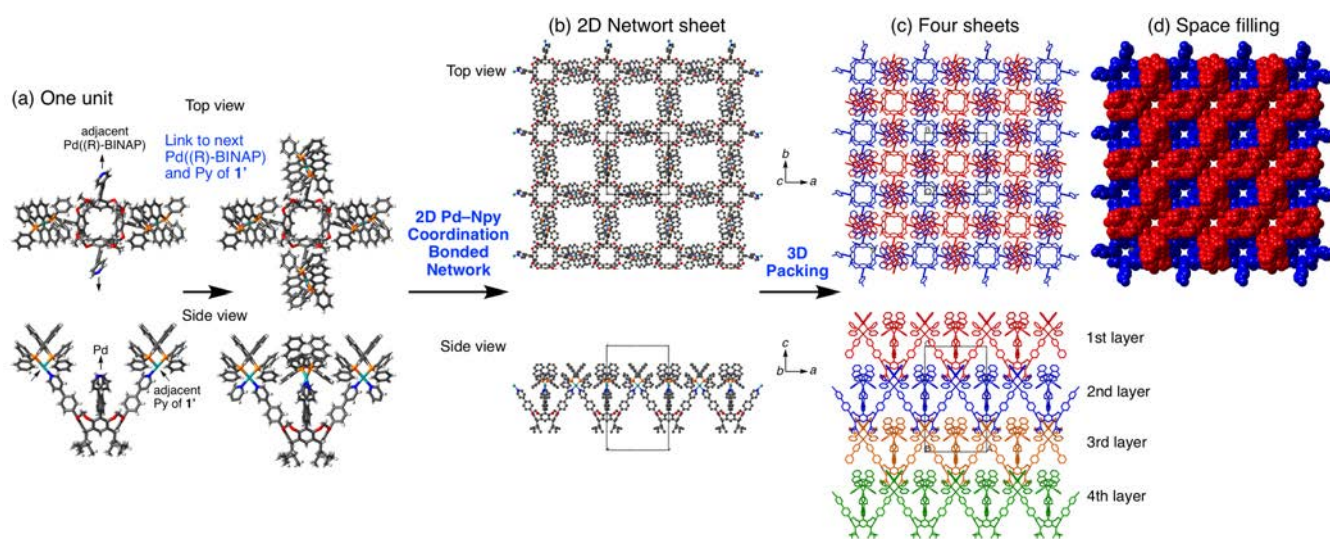 (a) One unit
Top view
adjacent
Pd((R)-BINAP)
Link to next
Pd((R)-BINAP)
and Py of 1'
Side view
Pd
adjacent
Py of 1'
2D Pd–Npy
Coordination
Bonded
Network
(b) 2D Networt sheet
Top view
b
c
a
Side view
c
b
a
3D
Packing
(c) Four sheets
1st layer
2nd layer
3rd layer
4th layer
(d) Space filling